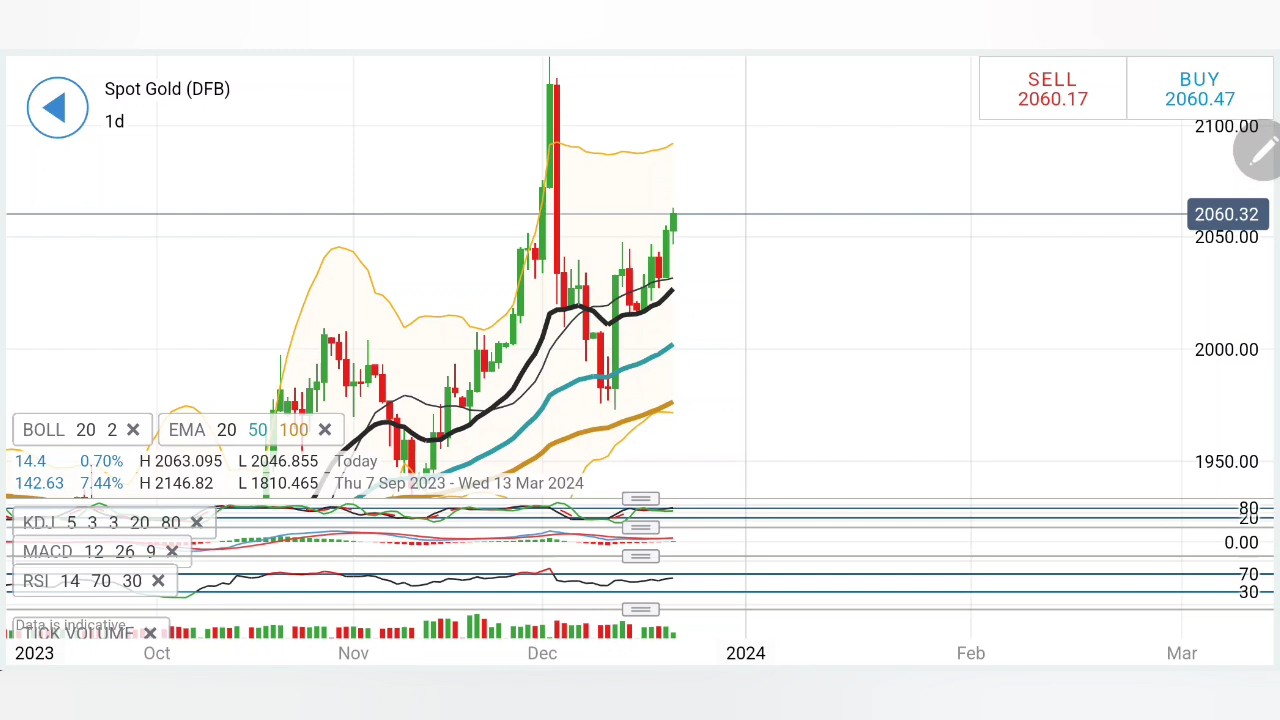 Spot Gold (DFB)
1d
SELL
2060.17
BUY
2060.47
2100.00
2060.32
2050.00
2000.00
1950.00
BOLL 20 2
EMA 20 50 100
14.4 0.70% H 2063.095 L 2046.855 Today
142.63 7.44% H 2146.82 L 1810.465 Thu 7 Sep 2023 - Wed 13 Mar 2024
KDJ 5 3 3 20 80
80
20
MACD 12 26 9
0.00
RSI 14 70 30
70
30
Data is indicative
TICK VOLUME
2023 Oct Nov Dec 2024 Feb Mar